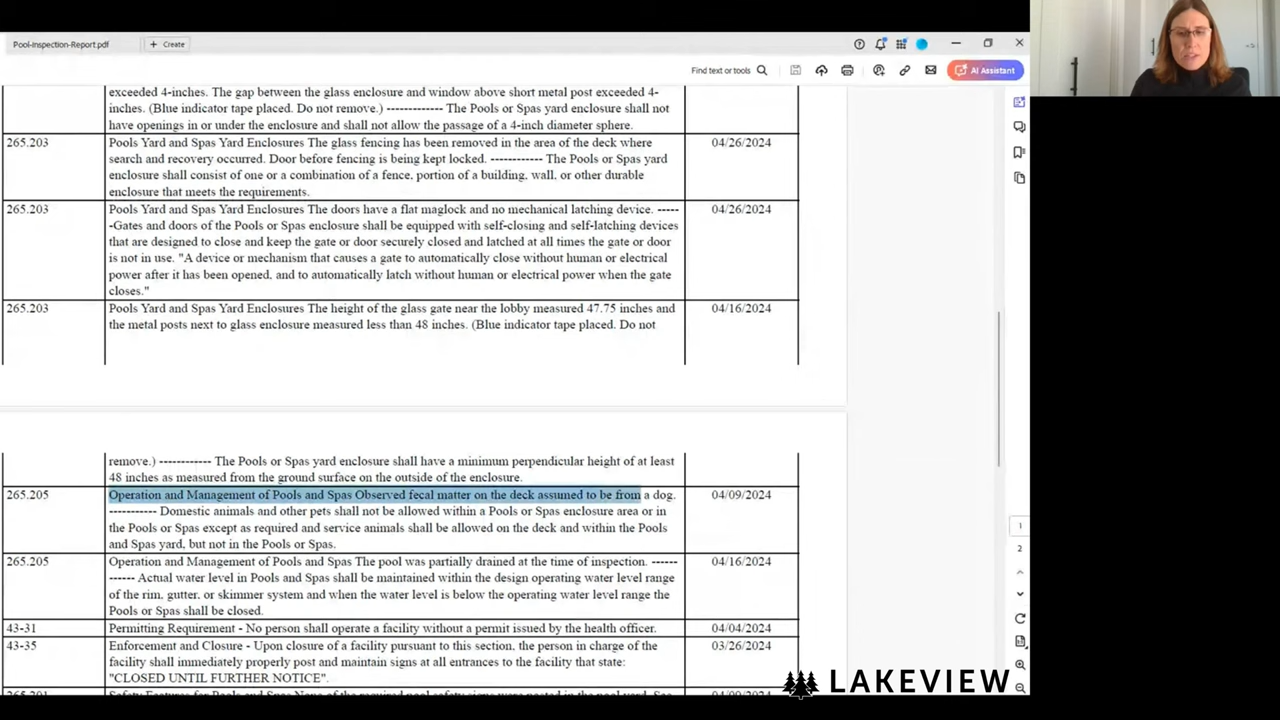 Pool-Inspection-Report.pdf
+ Create
Find text or tools
AI Assistant
exceeded 4-inches. The gap between the glass enclosure and window above short metal post exceeded 4-
inches. (Blue indicator tape placed. Do not remove.) ------------- The Pools or Spas yard enclosure shall not
have openings in or under the enclosure and shall not allow the passage of a 4-inch diameter sphere.
265.203
Pools Yard and Spas Yard Enclosures The glass fencing has been removed in the area of the deck where
04/26/2024
search and recovery occurred. Door before fencing is being kept locked. ------------ The Pools or Spas yard
enclosure shall consist of one or a combination of a fence, portion of a building, wall, or other durable
enclosure that meets the requirements.
265.203
Pools Yard and Spas Yard Enclosures The doors have a flat maglock and no mechanical latching device. -----
04/26/2024
-Gates and doors of the Pools or Spas enclosure shall be equipped with self-closing and self-latching devices
that are designed to close and keep the gate or door securely closed and latched at all times the gate or door
is not in use. "A device or mechanism that causes a gate to automatically close without human or electrical
power after it has been opened, and to automatically latch without human or electrical power when the gate
closes."
265.203
Pools Yard and Spas Yard Enclosures The height of the glass gate near the lobby measured 47.75 inches and
04/16/2024
the metal posts next to glass enclosure measured less than 48 inches. (Blue indicator tape placed. Do not
remove.) ------------ The Pools or Spas yard enclosure shall have a minimum perpendicular height of at least
48 inches as measured from the ground surface on the outside of the enclosure.
265.205
Operation and Management of Pools and Spas Observed fecal matter on the deck assumed to be from a dog.
04/09/2024
----------- Domestic animals and other pets shall not be allowed within a Pools or Spas enclosure area or in
the Pools or Spas except as required and service animals shall be allowed on the deck and within the Pools
and Spas yard, but not in the Pools or Spas.
265.205
Operation and Management of Pools and Spas The pool was partially drained at the time of inspection. ------
04/16/2024
------ Actual water level in Pools and Spas shall be maintained within the design operating water level range
of the rim, gutter, or skimmer system and when the water level is below the operating water level range the
Pools or Spas shall be closed.
43-31
Permitting Requirement - No person shall operate a facility without a permit issued by the health officer.
04/04/2024
43-35
Enforcement and Closure - Upon closure of a facility pursuant to this section, the person in charge of the
03/26/2024
facility shall immediately properly post and maintain signs at all entrances to the facility that state:
"CLOSED UNTIL FURTHER NOTICE".
1
2
LAKEVIEW